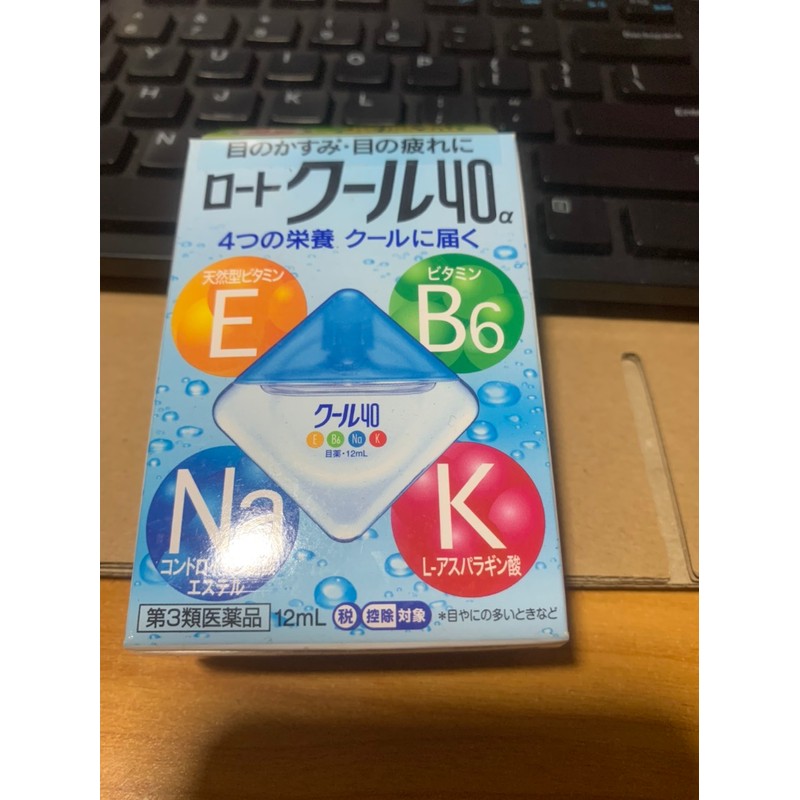 目のかすみ・目の疲れに
ロート クール40α
4つの栄養 クールに届く
天然型ビタミン
E
ビタミン
B6
クール40
E B6 Na K
目薬・12mL
Na
エステル
K
L-アスパラギン酸
第3類医薬品 12mL 税 控除対象 *目やにの多いときなど
Backspace
Enter
Y U I O P
H J K L
N